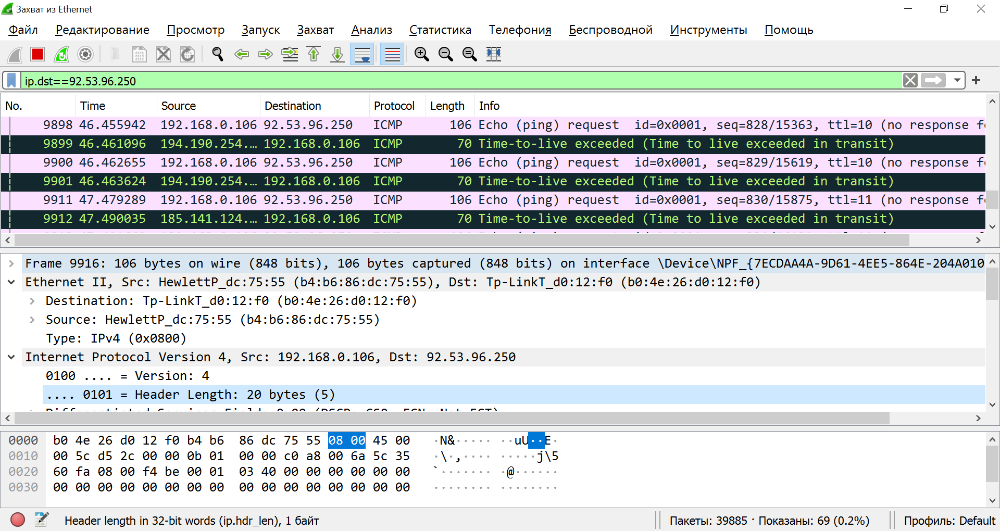 Захват из Ethernet
Файл Редактирование Просмотр Запуск Захват Анализ Статистика Телефония Беспроводной Инструменты Помощь
ip.dst==92.53.96.250
No. Time Source Destination Protocol Length Info
9898 46.455942 192.168.0.106 92.53.96.250 ICMP 106 Echo (ping) request id=0x0001, seq=828/15363, ttl=10 (no response f
9899 46.461096 194.190.254.… 192.168.0.106 ICMP 70 Time-to-live exceeded (Time to live exceeded in transit)
9900 46.462655 192.168.0.106 92.53.96.250 ICMP 106 Echo (ping) request id=0x0001, seq=829/15619, ttl=10 (no response f
9901 46.463624 194.190.254.… 192.168.0.106 ICMP 70 Time-to-live exceeded (Time to live exceeded in transit)
9911 47.479289 192.168.0.106 92.53.96.250 ICMP 106 Echo (ping) request id=0x0001, seq=830/15875, ttl=11 (no response f
9912 47.490035 185.141.124.… 192.168.0.106 ICMP 70 Time-to-live exceeded (Time to live exceeded in transit)
Frame 9916: 106 bytes on wire (848 bits), 106 bytes captured (848 bits) on interface \Device\NPF_{7ECDAA4A-9D61-4EE5-864E-204A010
Ethernet II, Src: HewlettP_dc:75:55 (b4:b6:86:dc:75:55), Dst: Tp-LinkT_d0:12:f0 (b0:4e:26:d0:12:f0)
Destination: Tp-LinkT_d0:12:f0 (b0:4e:26:d0:12:f0)
Source: HewlettP_dc:75:55 (b4:b6:86:dc:75:55)
Type: IPv4 (0x0800)
Internet Protocol Version 4, Src: 192.168.0.106, Dst: 92.53.96.250
0100 .... = Version: 4
.... 0101 = Header Length: 20 bytes (5)
Differentiated Services Field: 0x00 (DSCP: CS0, ECN: Not-ECT)
0000 b0 4e 26 d0 12 f0 b4 b6 86 dc 75 55 08 00 45 00 ·N&····· ··uU··E·
0010 00 5c d5 2c 00 00 0b 01 00 00 c0 a8 00 6a 5c 35 ·\·,···· ·····j\5
0020 60 fa 08 00 f4 be 00 01 03 40 00 00 00 00 00 00 `······· ·@······
0030 00 00 00 00 00 00 00 00 00 00 00 00 00 00 00 00 ········ ········
Header length in 32-bit words (ip.hdr_len), 1 байт Пакеты: 39885 · Показаны: 69 (0.2%) Профиль: Default